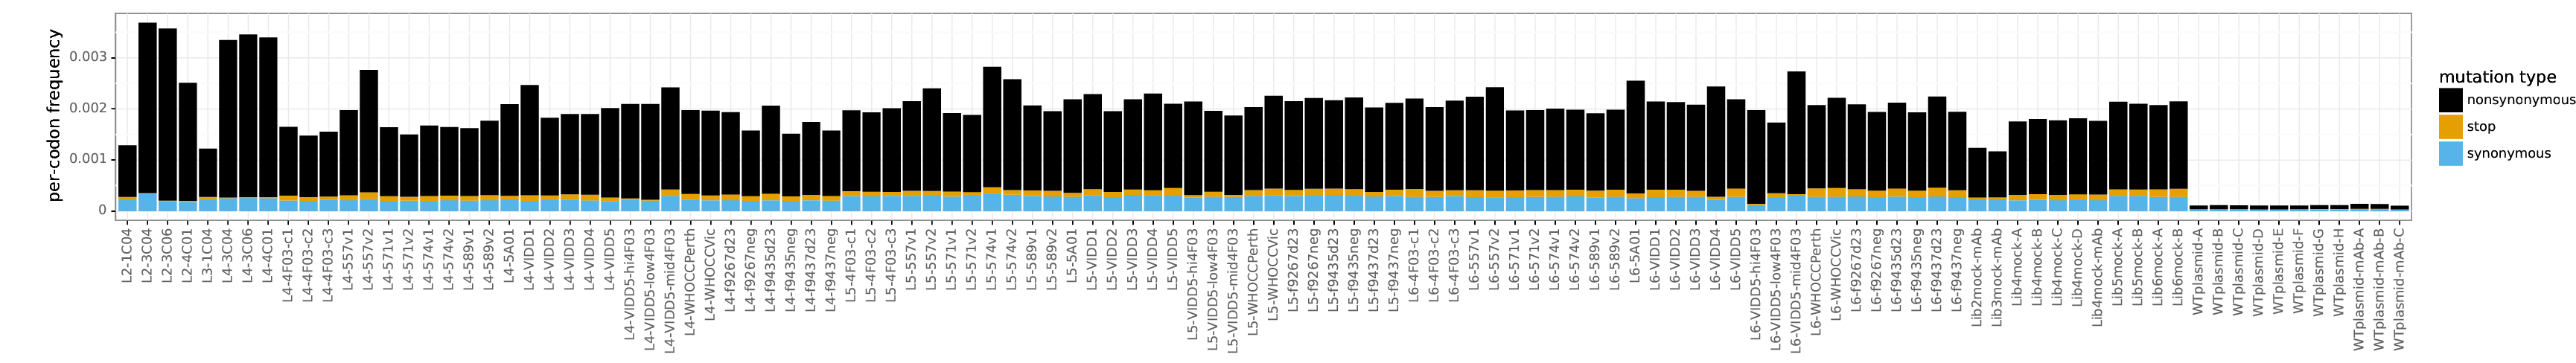 per-codon frequency
0.003
0.002
0.001
0
L2-1C04
L2-3C04
L2-3C06
L2-4C01
L3-1C04
L4-3C04
L4-3C06
L4-4C01
L4-4F03-c1
L4-4F03-c2
L4-4F03-c3
L4-557v1
L4-557v2
L4-571v1
L4-571v2
L4-574v1
L4-574v2
L4-589v1
L4-589v2
L4-5A01
L4-VIDD1
L4-VIDD2
L4-VIDD3
L4-VIDD4
L4-VIDD5
L4-VIDD5-hi4F03
L4-VIDD5-low4F03
L4-VIDD5-mid4F03
L4-WHOCCPerth
L4-WHOCCVic
L4-f9267d23
L4-f9267neg
L4-f9435d23
L4-f9435neg
L4-f9437d23
L4-f9437neg
L5-4F03-c1
L5-4F03-c2
L5-4F03-c3
L5-557v1
L5-557v2
L5-571v1
L5-571v2
L5-574v1
L5-574v2
L5-589v1
L5-589v2
L5-5A01
L5-VIDD1
L5-VIDD2
L5-VIDD3
L5-VIDD4
L5-VIDD5
L5-VIDD5-hi4F03
L5-VIDD5-low4F03
L5-VIDD5-mid4F03
L5-WHOCCPerth
L5-WHOCCVic
L5-f9267d23
L5-f9267neg
L5-f9435d23
L5-f9435neg
L5-f9437d23
L5-f9437neg
L6-4F03-c1
L6-4F03-c2
L6-4F03-c3
L6-557v1
L6-557v2
L6-571v1
L6-571v2
L6-574v1
L6-574v2
L6-589v1
L6-589v2
L6-5A01
L6-VIDD1
L6-VIDD2
L6-VIDD3
L6-VIDD4
L6-VIDD5
L6-VIDD5-hi4F03
L6-VIDD5-low4F03
L6-VIDD5-mid4F03
L6-WHOCCPerth
L6-WHOCCVic
L6-f9267d23
L6-f9267neg
L6-f9435d23
L6-f9435neg
L6-f9437d23
L6-f9437neg
Lib2mock-mAb
Lib3mock-mAb
Lib4mock-A
Lib4mock-B
Lib4mock-C
Lib4mock-D
Lib4mock-mAb
Lib5mock-A
Lib5mock-B
Lib6mock-A
Lib6mock-B
WTplasmid-A
WTplasmid-B
WTplasmid-C
WTplasmid-D
WTplasmid-E
WTplasmid-F
WTplasmid-G
WTplasmid-H
WTplasmid-mAb-A
WTplasmid-mAb-B
WTplasmid-mAb-C
mutation type
nonsynonymous
stop
synonymous